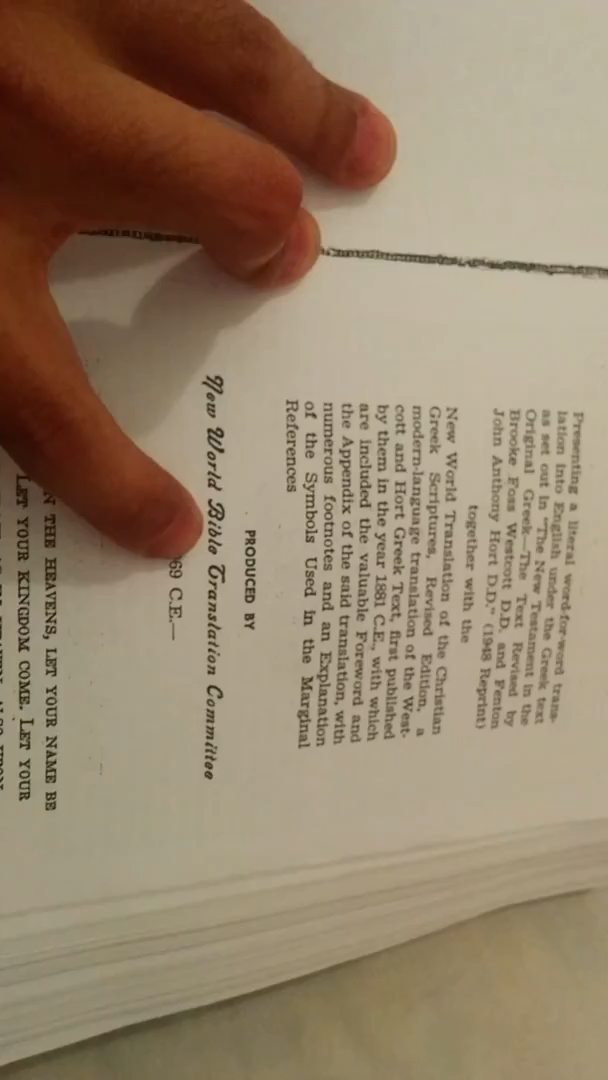 Presenting a literal word-for-word trans-
lation into English under the Greek text
as set out in "The New Testament in the
Original Greek—The Text Revised by
Brooke Foss Westcott D.D. and Fenton
John Anthony Hort D.D." (1948 Reprint)
together with the
New World Translation of the Christian
Greek Scriptures, Revised Edition, a
modern-language translation of the West-
cott and Hort Greek Text, first published
by them in the year 1881 C.E., with which
are included the valuable Foreword and
the Appendix of the said translation, with
numerous footnotes and an Explanation
of the Symbols Used in the Marginal
References
PRODUCED BY
New World Bible Translation Committee
69 C.E.—
N THE HEAVENS, LET YOUR NAME BE
LET YOUR KINGDOM COME. LET YOUR